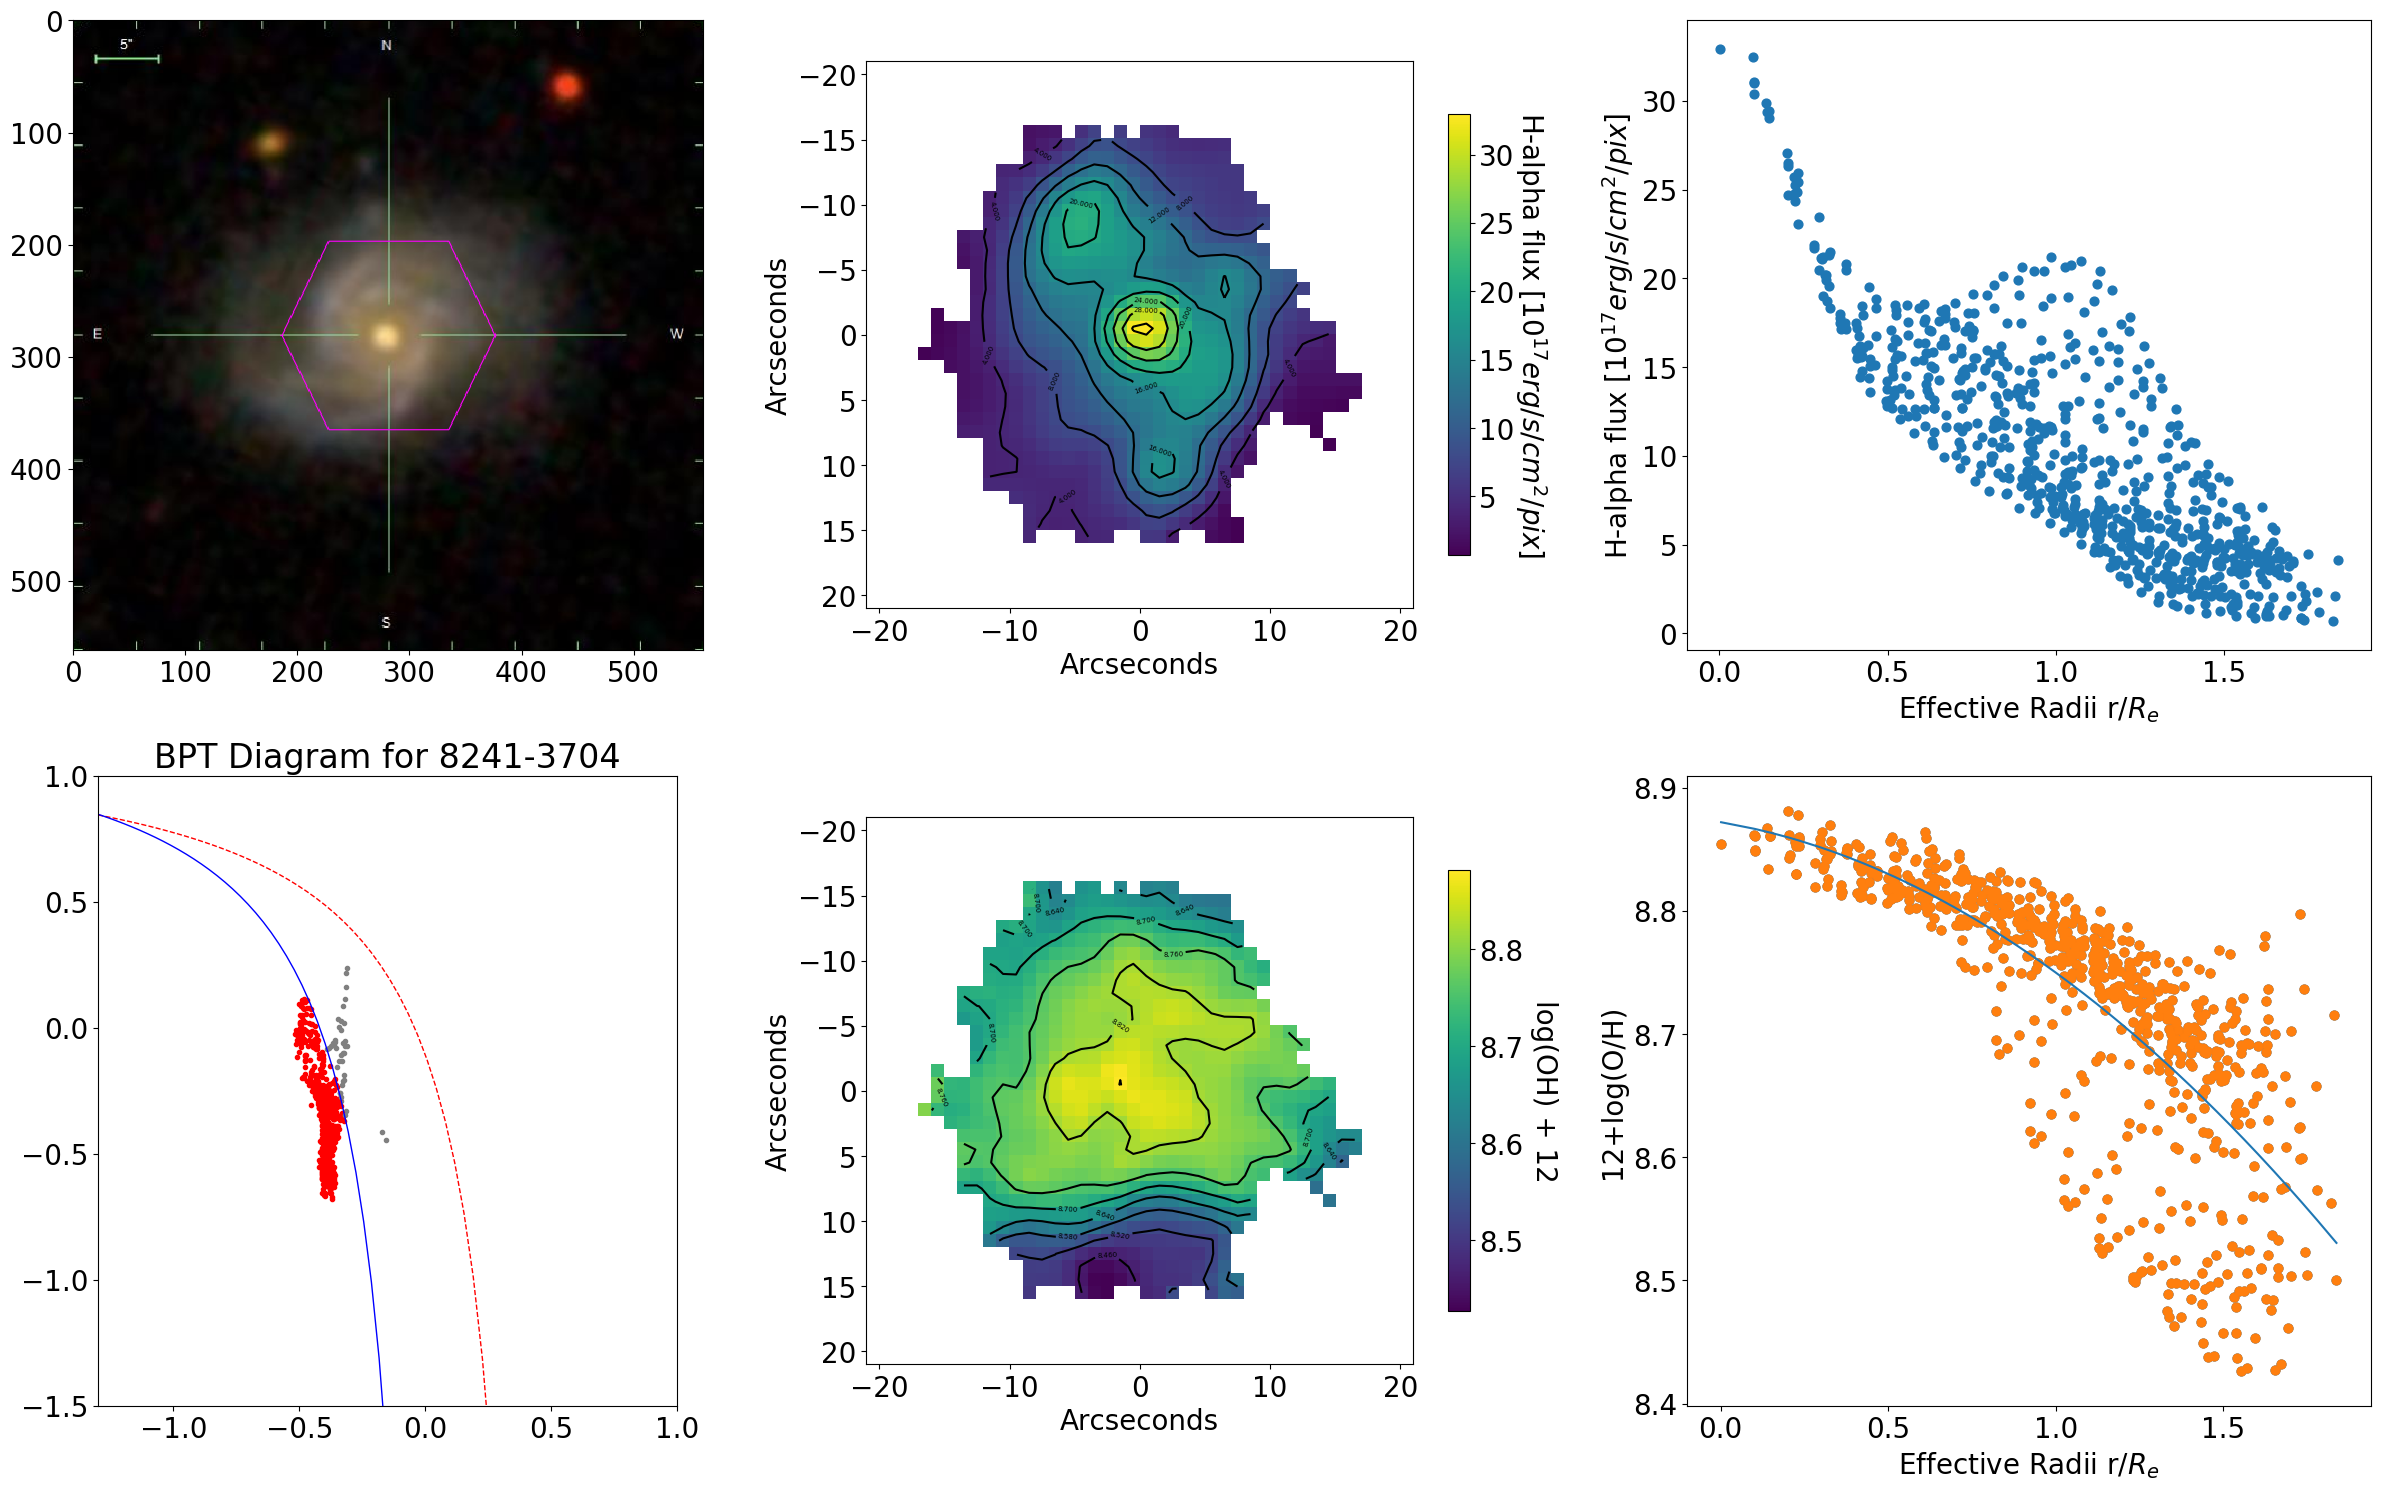 5"
N
E
W
S
0
100
200
300
400
500
0 100 200 300 400 500
−20
−15
−10
−5
0
5
10
15
20
−20 −10 0 10 20
Arcseconds
Arcseconds
30
25
20
15
10
5
H-alpha flux [10^17 erg/s/cm^2/pix]
H-alpha flux [10^17 erg/s/cm^2/pix]
30
25
20
15
10
5
0
0.0 0.5 1.0 1.5
Effective Radii r/R_e
BPT Diagram for 8241-3704
1.0
0.5
0.0
−0.5
−1.0
−1.5
−1.0 −0.5 0.0 0.5 1.0
−20
−15
−10
−5
0
5
10
15
20
−20 −10 0 10 20
Arcseconds
Arcseconds
8.8
8.7
8.6
8.5
log(OH) + 12
12+log(O/H)
8.9
8.8
8.7
8.6
8.5
8.4
0.0 0.5 1.0 1.5
Effective Radii r/R_e